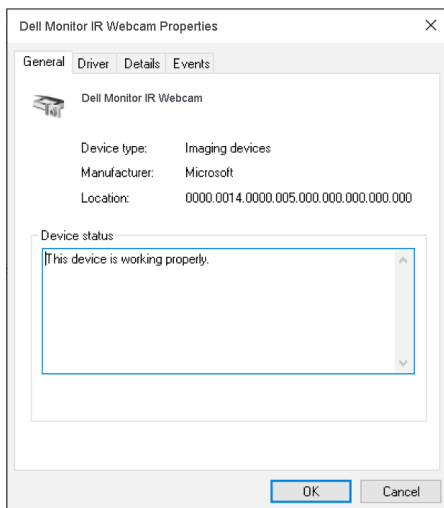 Dell Monitor IR Webcam Properties
General Driver Details Events
Dell Monitor IR Webcam
Device type: Imaging devices
Manufacturer: Microsoft
Location: 0000.0014.0000.005.000.000.000.000.000
Device status
This device is working properly.
OK Cancel